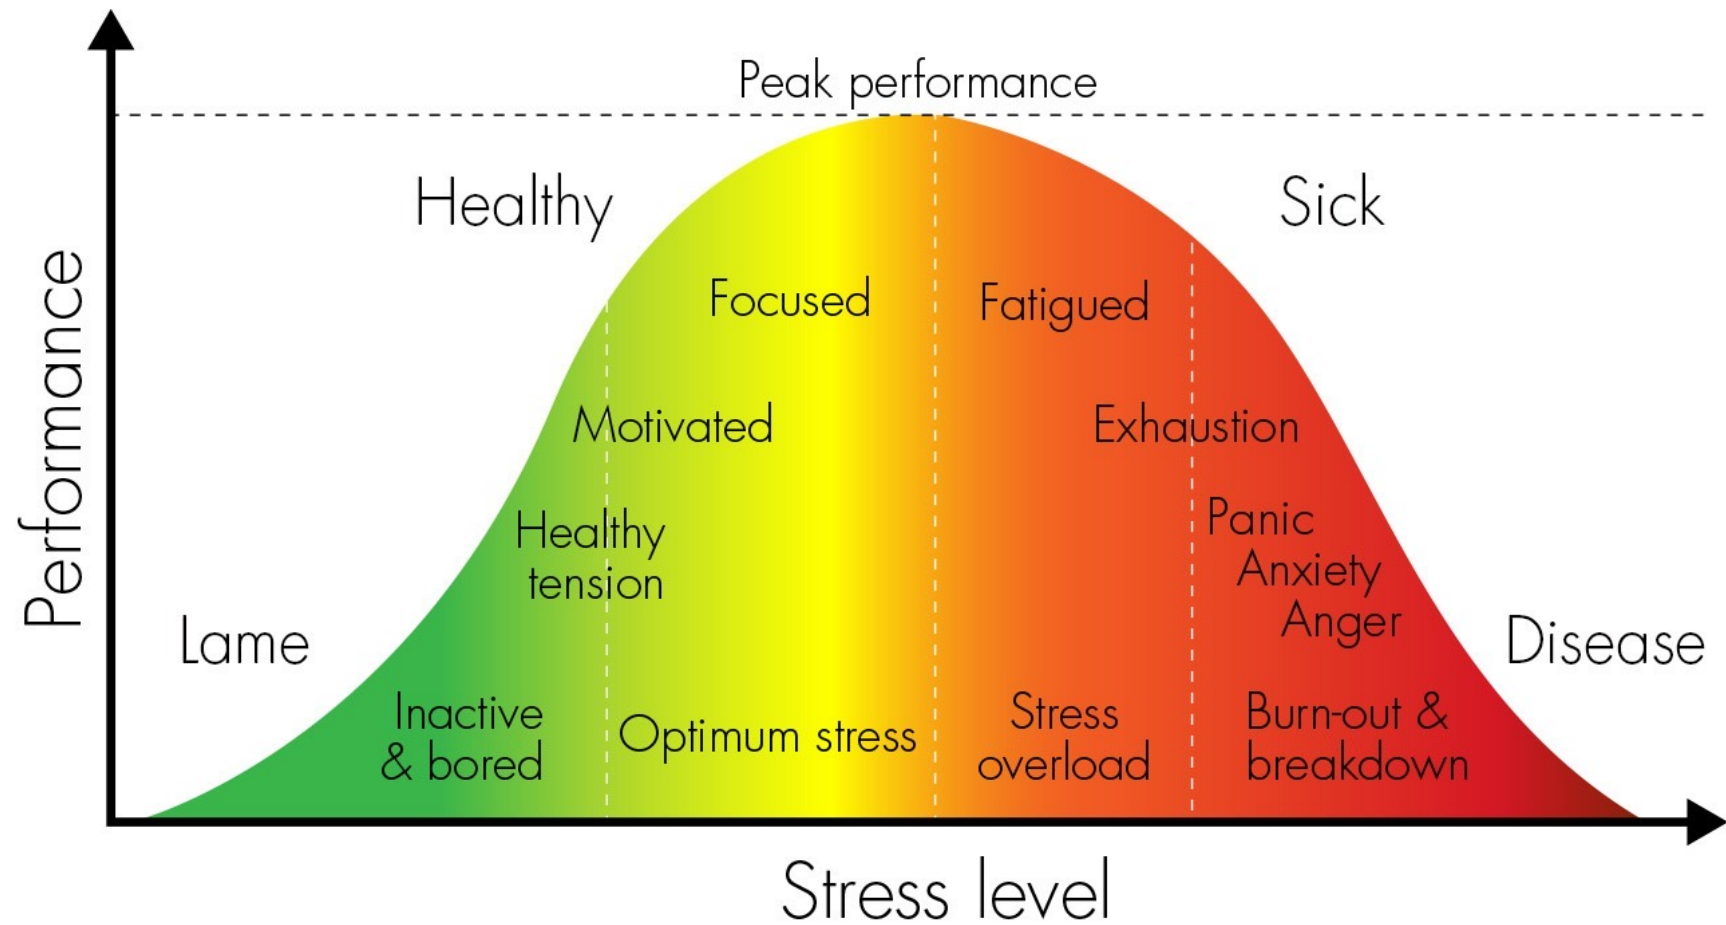 Peak performance
Healthy
Sick
Focused
Fatigued
Motivated
Exhaustion
Healthy
tension
Panic
Anxiety
Anger
Lame
Disease
Inactive
& bored
Optimum stress
Stress
overload
Burn-out &
breakdown
Performance
Stress level